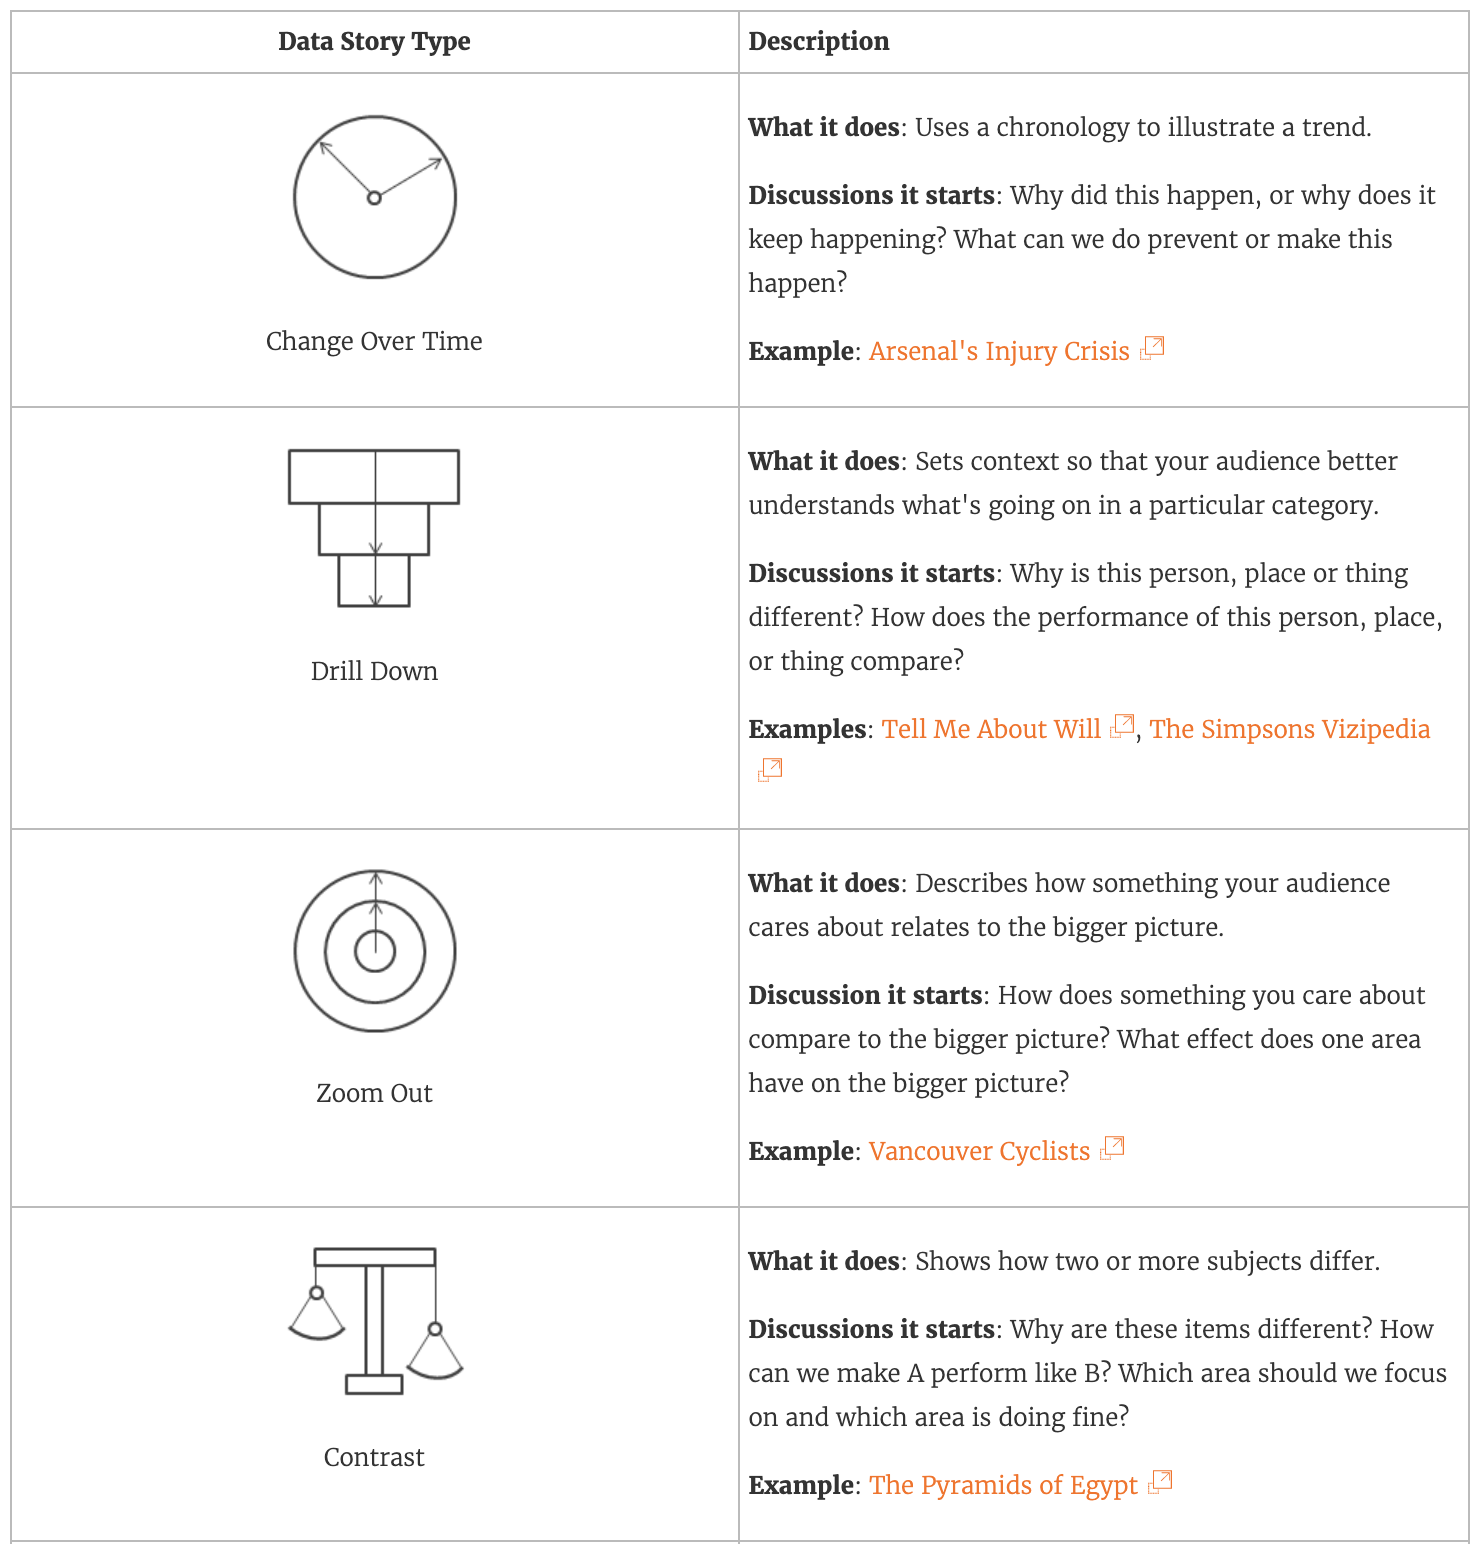 Data Story Type
Description
Change Over Time
What it does: Uses a chronology to illustrate a trend.
Discussions it starts: Why did this happen, or why does it
keep happening? What can we do prevent or make this
happen?
Example: Arsenal's Injury Crisis
Drill Down
What it does: Sets context so that your audience better
understands what's going on in a particular category.
Discussions it starts: Why is this person, place or thing
different? How does the performance of this person, place,
or thing compare?
Examples: Tell Me About Will , The Simpsons Vizipedia
Zoom Out
What it does: Describes how something your audience
cares about relates to the bigger picture.
Discussion it starts: How does something you care about
compare to the bigger picture? What effect does one area
have on the bigger picture?
Example: Vancouver Cyclists
Contrast
What it does: Shows how two or more subjects differ.
Discussions it starts: Why are these items different? How
can we make A perform like B? Which area should we focus
on and which area is doing fine?
Example: The Pyramids of Egypt